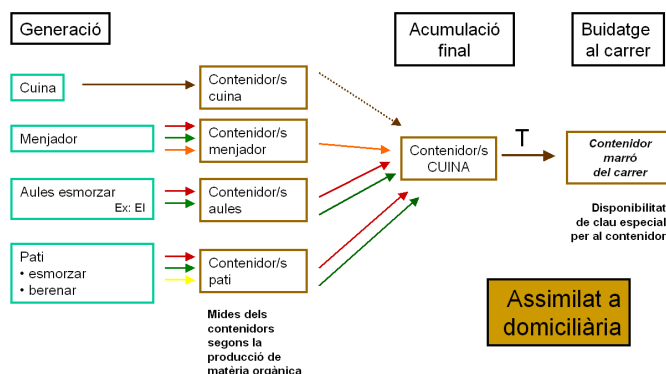 Generació
Acumulació
final
Buidatge
al carrer
Cuina
Contenidor/s
cuina
Menjador
Contenidor/s
menjador
Contenidor/s
CUINA
T
Contenidor
marró
del carrer
Aules esmorzar
Ex: EI
Contenidor/s
aules
Disponibilitat
de clau especial
per al contenidor
Pati
• esmorzar
• berenar
Contenidor/s
pati
Mides dels
contenidors
segons la
producció de
matèria orgànica
Assimilat a
domiciliària